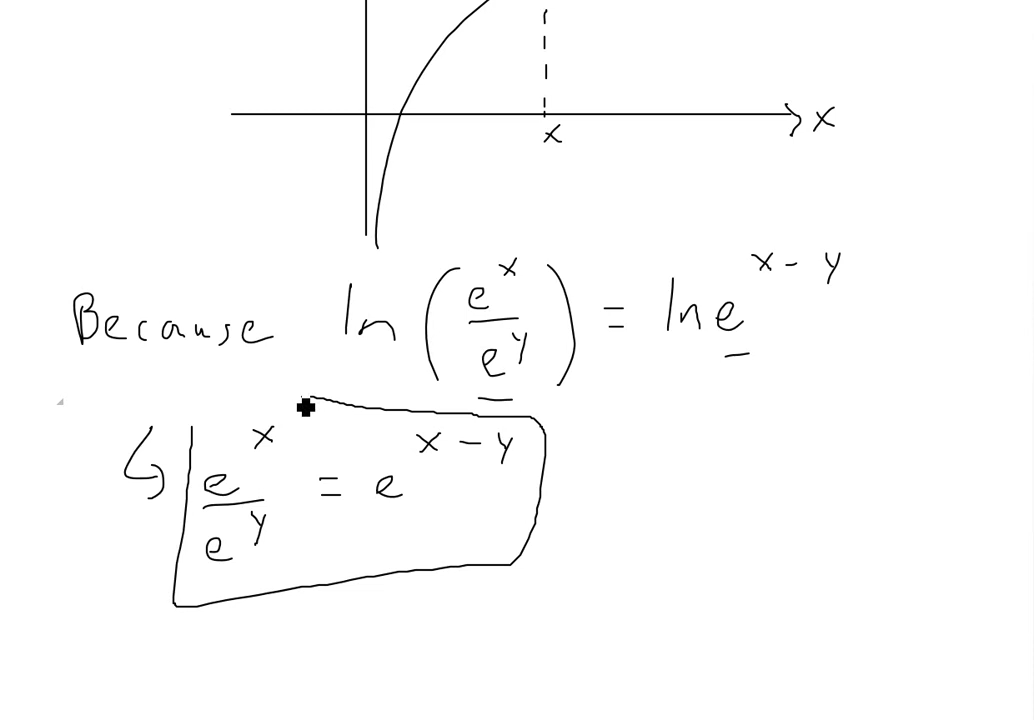 x
x
Because ln(e^x/e^y) = ln e^(x-y)
↳ e^x/e^y = e^(x-y)